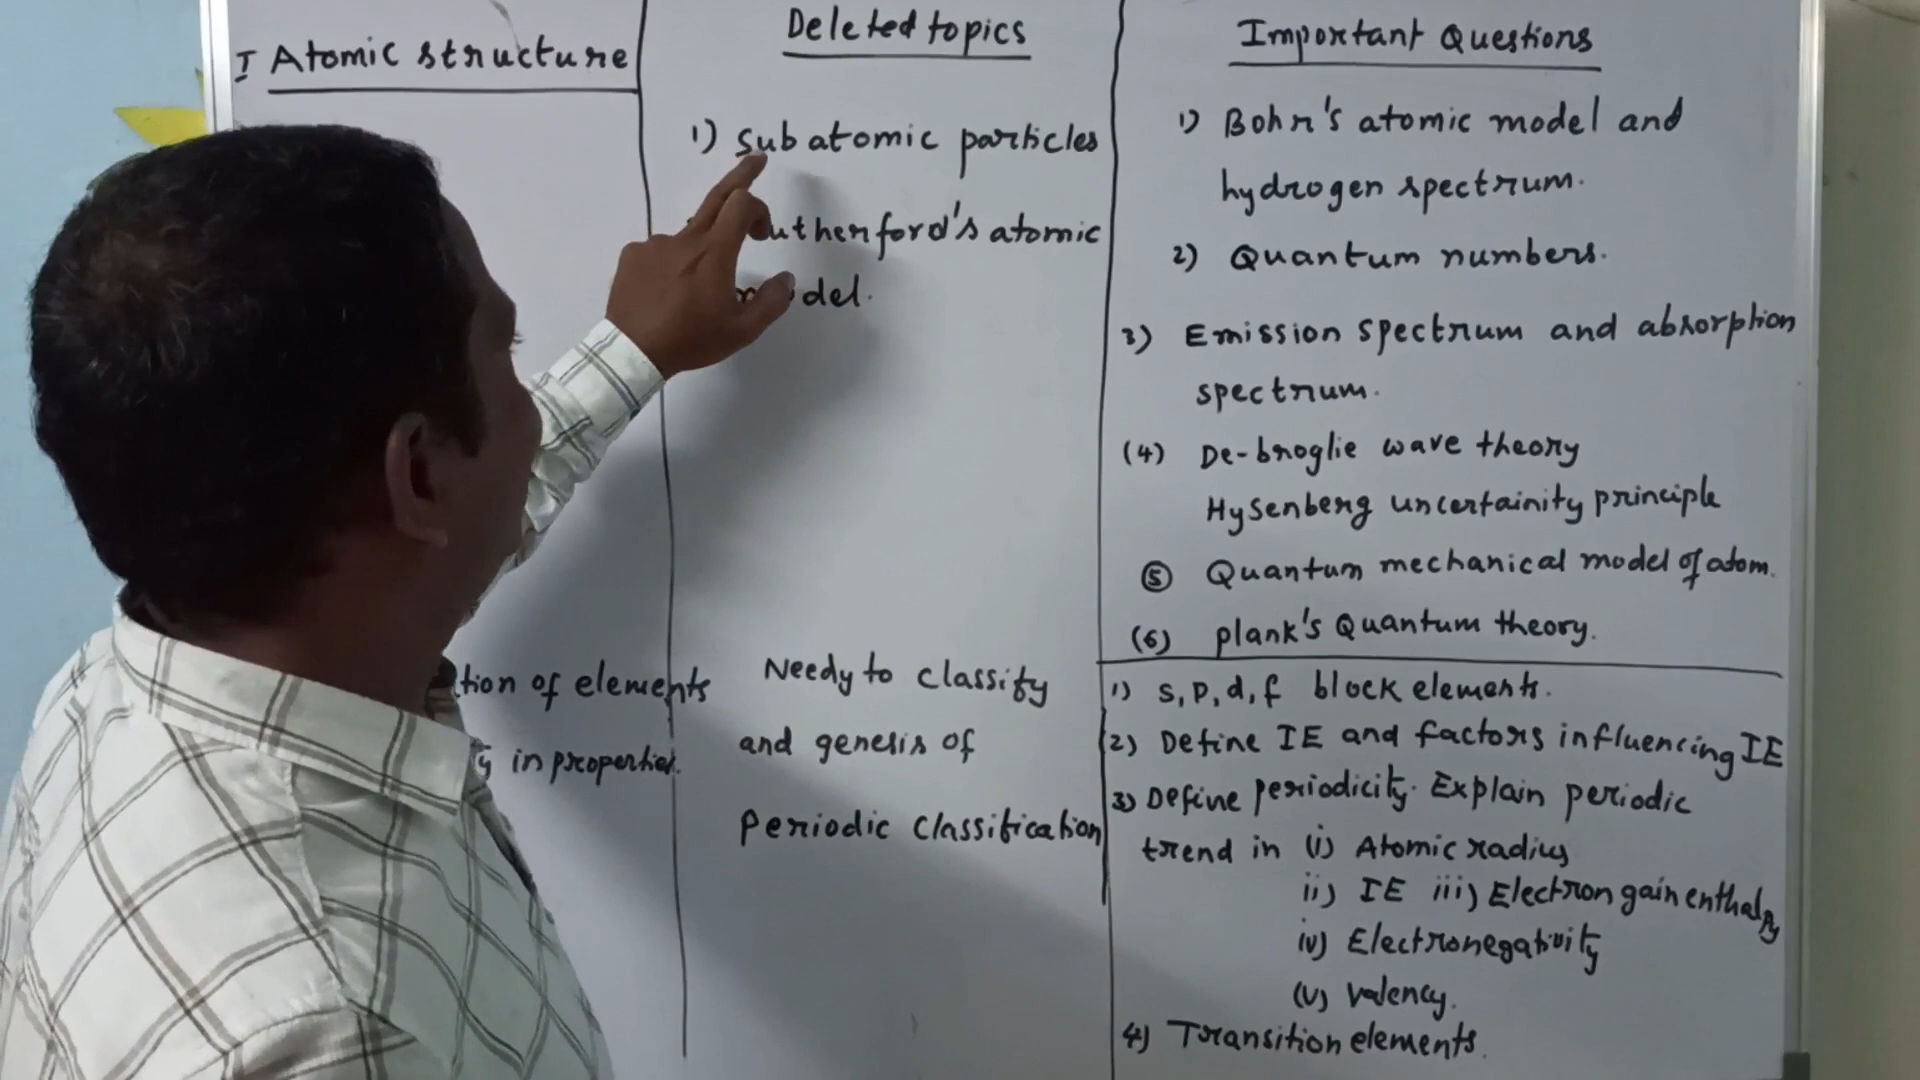 I Atomic structure
Deleted topics
1) Sub atomic particles
utherford's atomic
model.
tion of elements
y in properties.
Needy to classify
and genesis of
Periodic classification
Important Questions
1) Bohr's atomic model and
hydrogen spectrum.
2) Quantum numbers.
3) Emission spectrum and absorption
spectrum.
(4) De-broglie wave theory
Hysenberg uncertainity principle
⑤ Quantum mechanical model of atom.
(6) plank's Quantum theory.
1) s, p, d, f block elements.
2) Define IE and factors influencing IE
3) Define periodicity. Explain periodic
trend in (i) Atomic radius
ii) IE iii) Electron gain enthalpy
iv) Electronegativity
(v) Valency.
4) Transition elements.